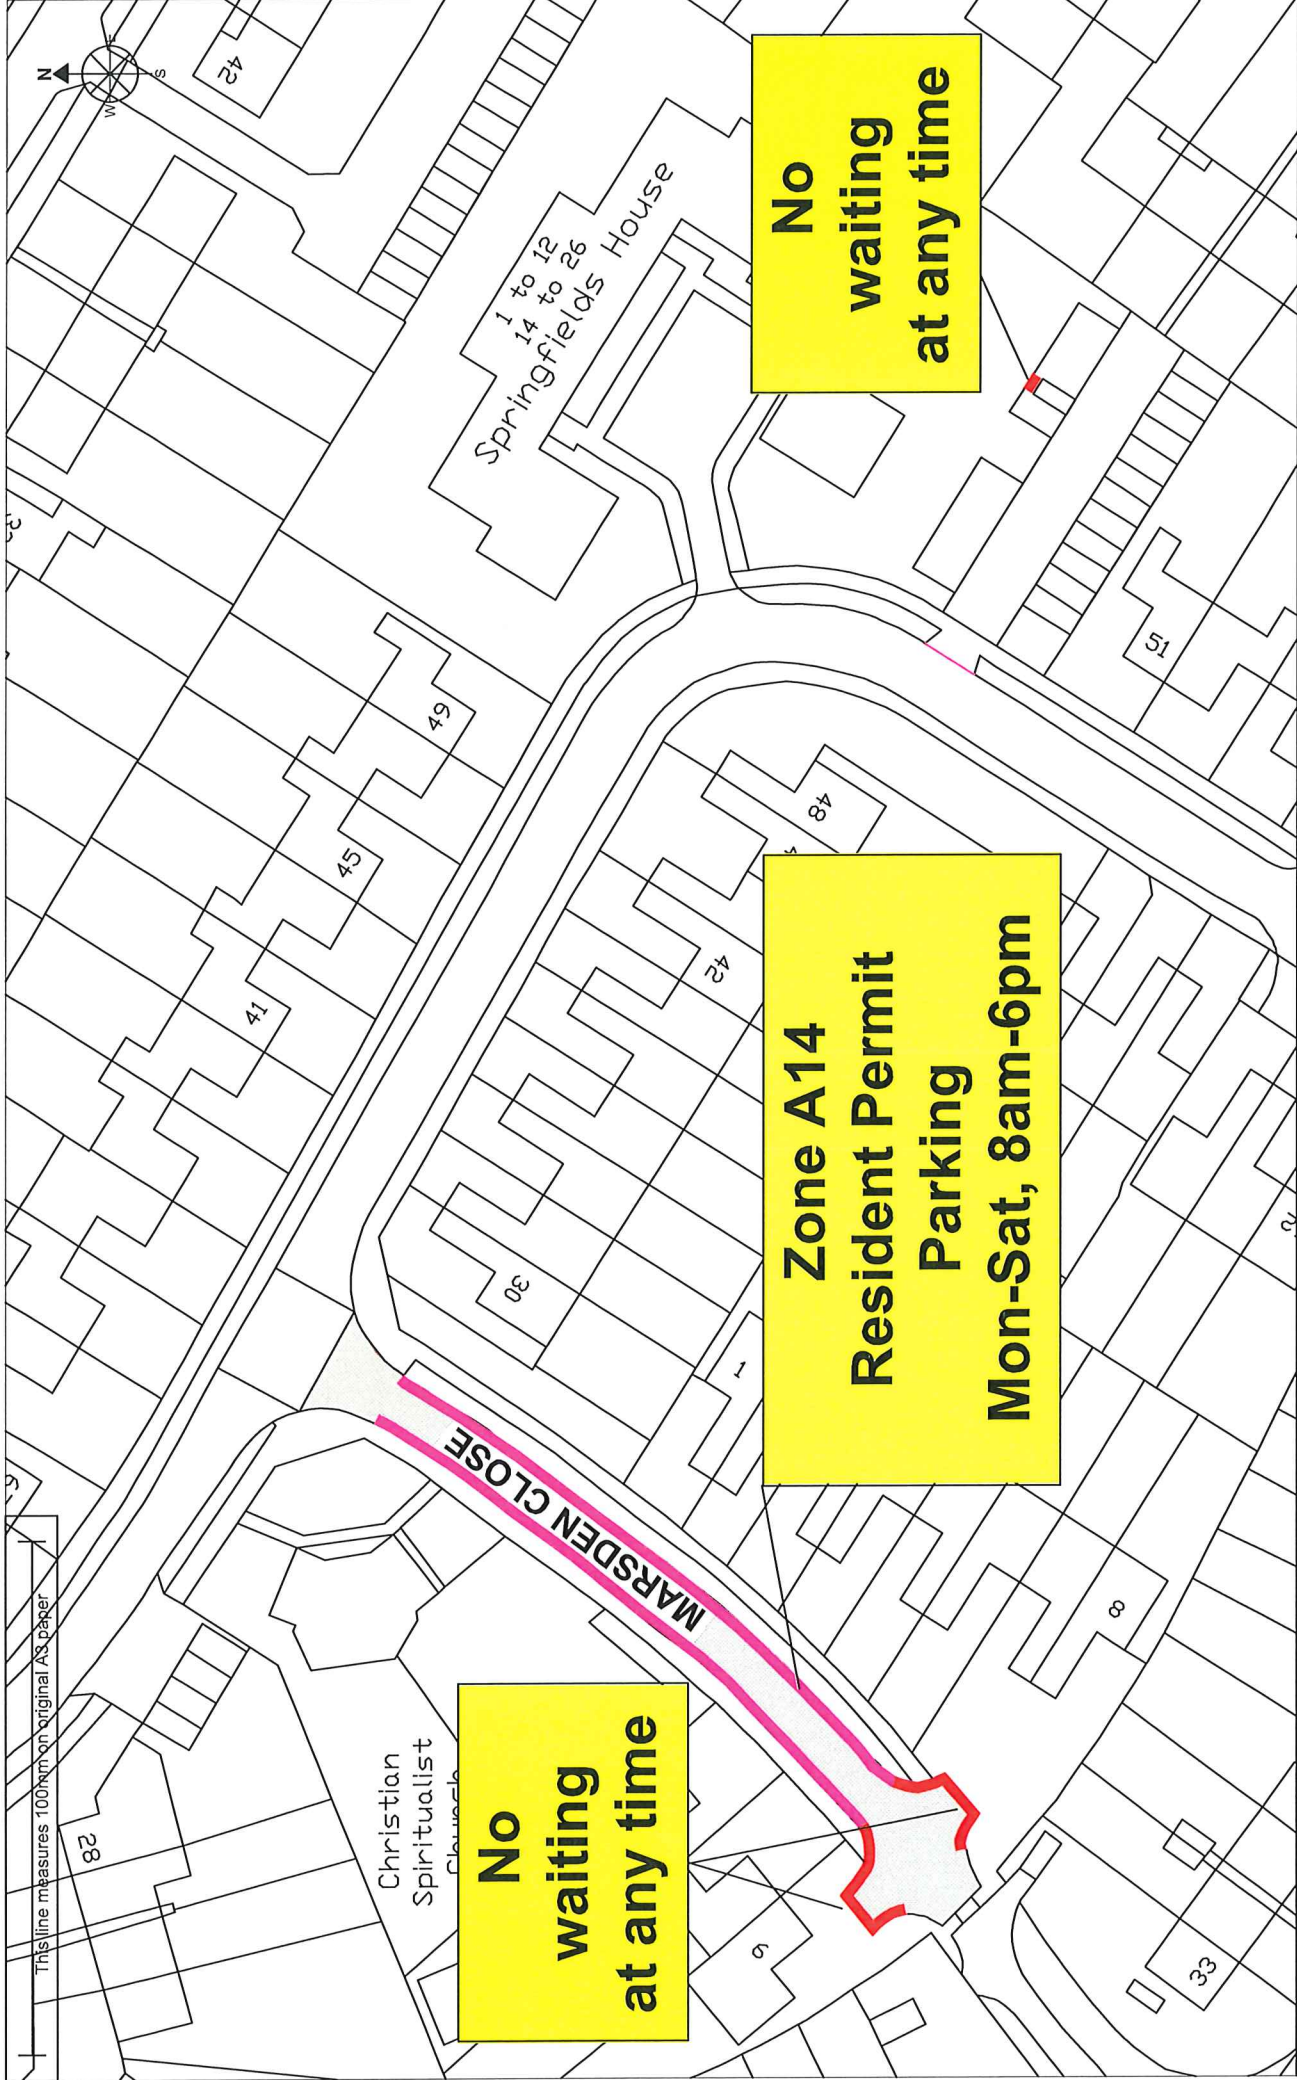 This line measures 100mm on original A3 paper
N
S
W
42
28
Christian
Spiritualist
Church
No
waiting
at any time
6
33
MARSDEN CLOSE
41
45
49
30
42
48
1
8
51
Springfields House
1 to 12
14 to 26
Zone A14
Resident Permit
Parking
Mon-Sat, 8am-6pm
No
waiting
at any time